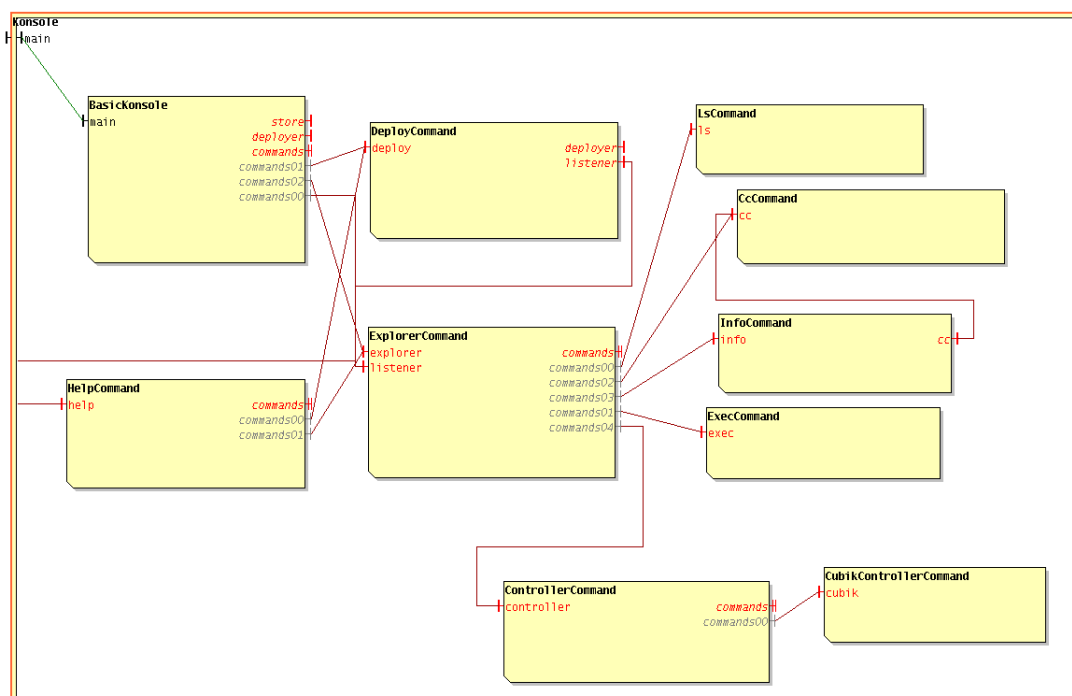 Konsole
main
BasicKonsole
main
store
deployer
commands
commands01
commands02
commands00
DeployCommand
deploy
deployer
listener
LsCommand
ls
CcCommand
cc
InfoCommand
info
cc
ExplorerCommand
explorer
listener
commands
commands00
commands02
commands03
commands01
commands04
HelpCommand
help
commands
commands00
commands01
ExecCommand
exec
ControllerCommand
controller
commands
commands00
CubikControllerCommand
cubik